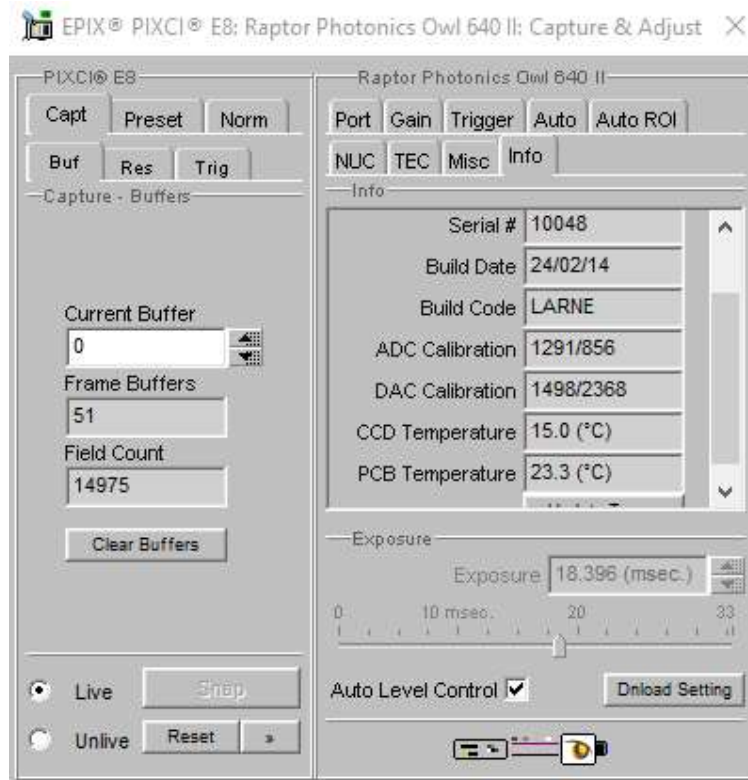 EPIX® PIXCI® E8: Raptor Photonics Owl 640 II: Capture & Adjust
PIXCI® E8
Capt Preset Norm
Buf Res Trig
Capture - Buffers
Current Buffer
0
Frame Buffers
51
Field Count
14975
Clear Buffers
Live Snap
Unlive Reset »
Raptor Photonics Owl 640 II
Port Gain Trigger Auto Auto ROI
NUC TEC Misc Info
Info
Serial # 10048
Build Date 24/02/14
Build Code LARNE
ADC Calibration 1291/856
DAC Calibration 1498/2368
CCD Temperature 15.0 (°C)
PCB Temperature 23.3 (°C)
Exposure
Exposure 18.396 (msec.)
0 10 msec. 20 33
Auto Level Control Dnload Setting